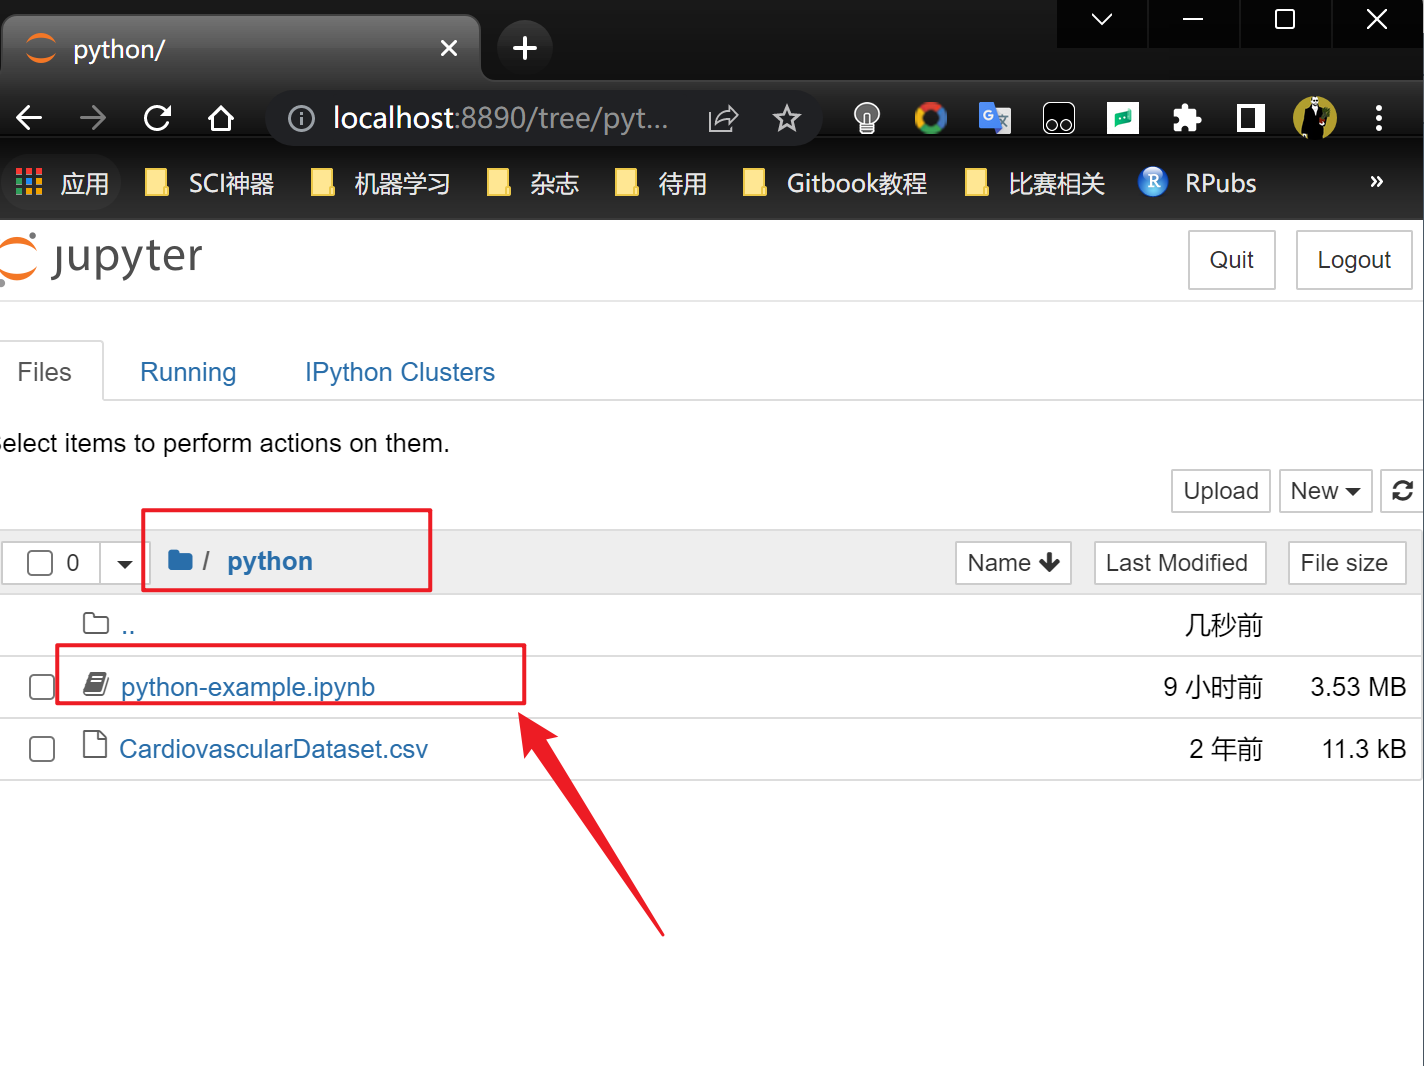 python/
localhost:8890/tree/pyt...
应用 SCI神器 机器学习 杂志 待用 Gitbook教程 比赛相关 R RPubs »
jupyter
Quit Logout
Files Running IPython Clusters
elect items to perform actions on them.
Upload New
0 / python Name Last Modified File size
.. 几秒前
python-example.ipynb 9 小时前 3.53 MB
CardiovascularDataset.csv 2 年前 11.3 kB